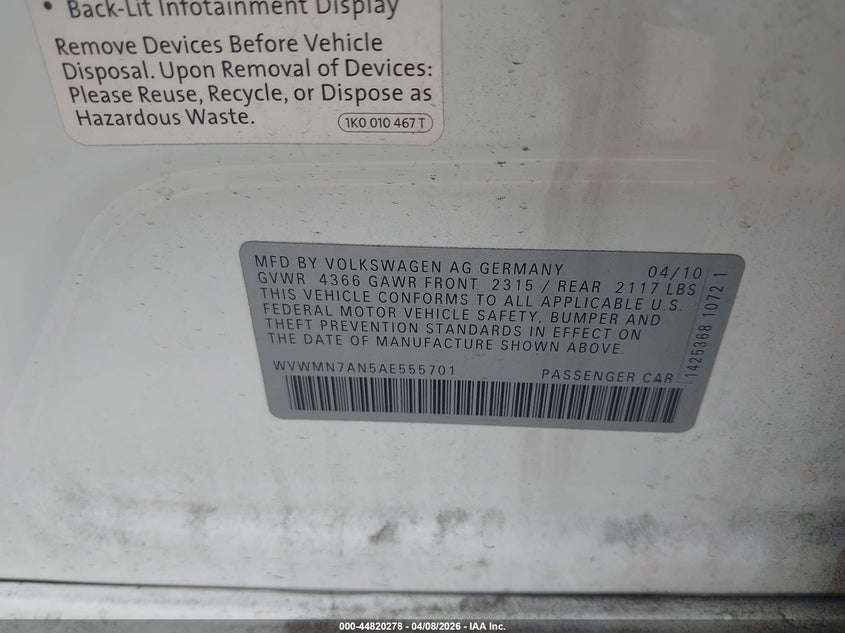 • Back-Lit Infotainment Display
Remove Devices Before Vehicle
Disposal. Upon Removal of Devices:
Please Reuse, Recycle, or Dispose as
Hazardous Waste.
1K0 010 467 T
MFD BY VOLKSWAGEN AG GERMANY 04/10
GVWR 4366 GAWR FRONT 2315 / REAR 2117 LBS
THIS VEHICLE CONFORMS TO ALL APPLICABLE U.S.
FEDERAL MOTOR VEHICLE SAFETY, BUMPER AND
THEFT PREVENTION STANDARDS IN EFFECT ON
THE DATE OF MANUFACTURE SHOWN ABOVE.
WVWMN7AN5AE555701 PASSENGER CAR
1425368 1072 1
000-44820278 - 04/08/2026 - IAA Inc.